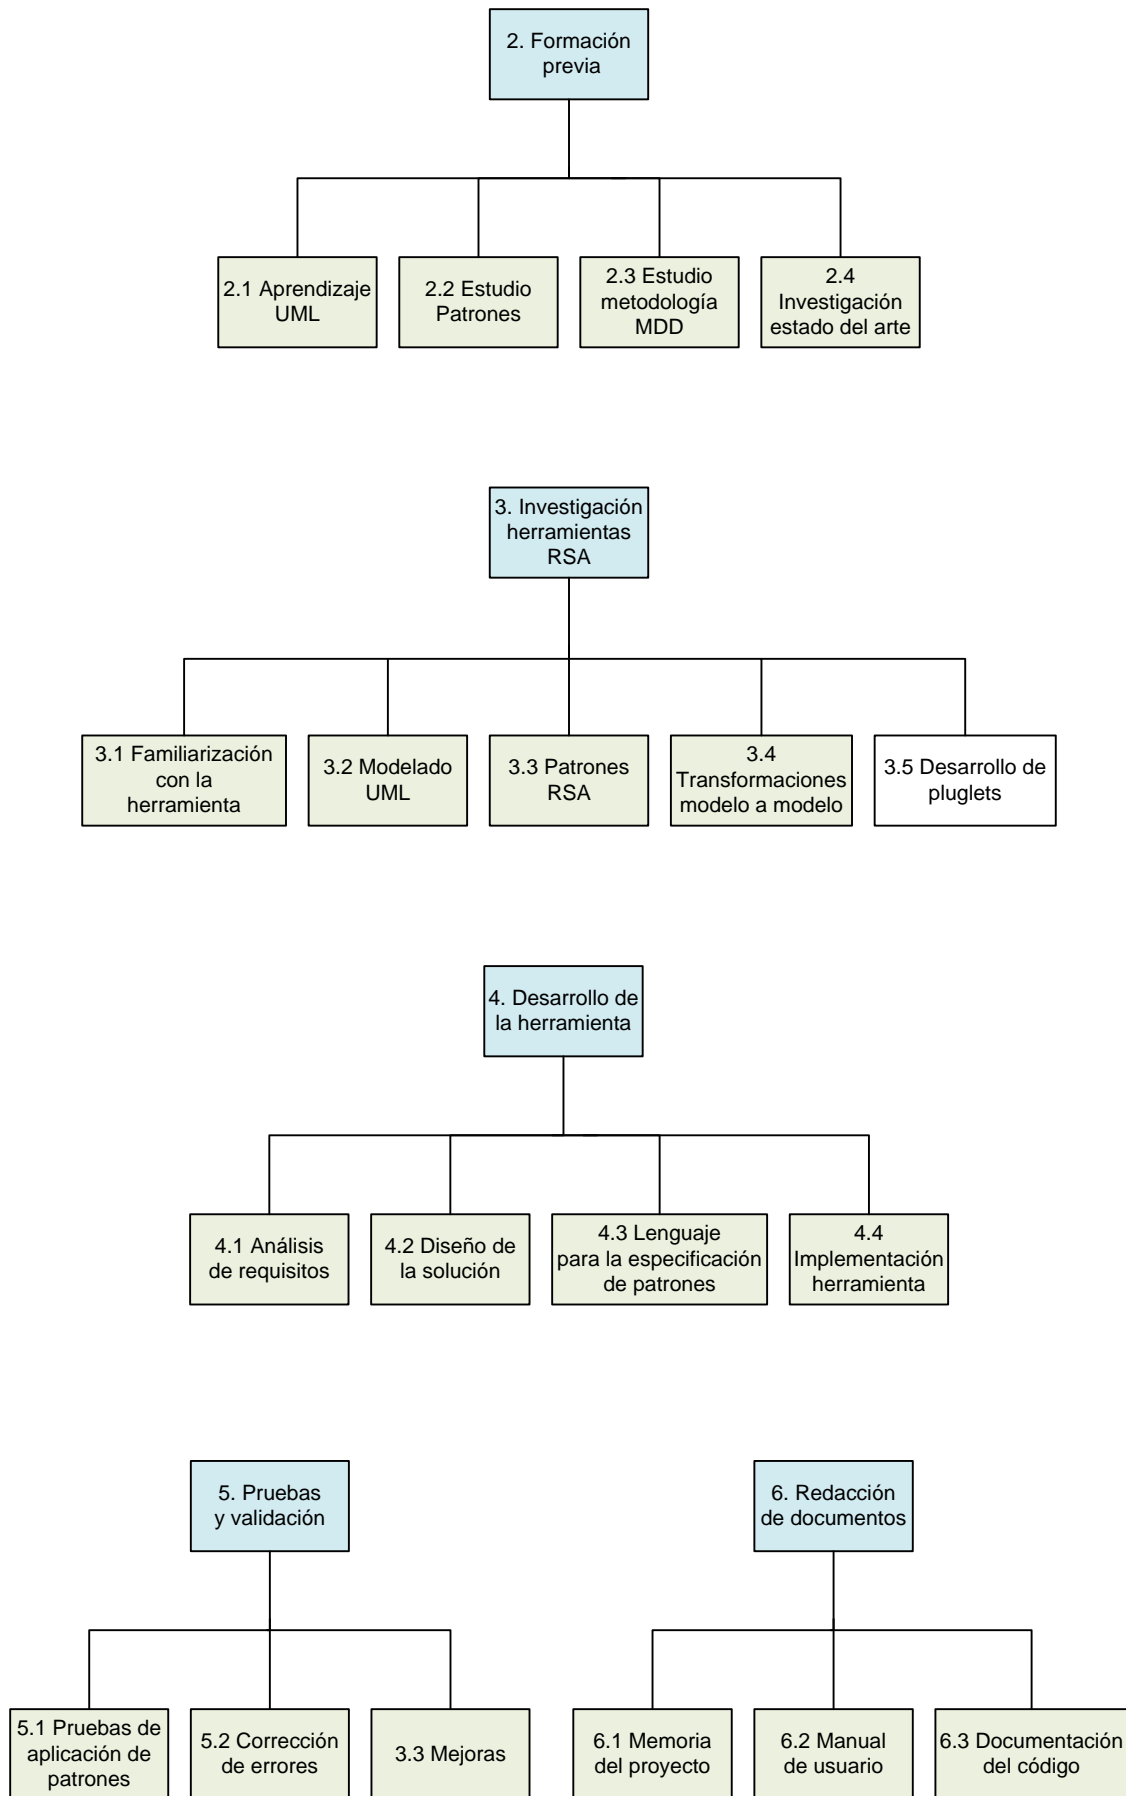 2. Formación
previa
2.1 Aprendizaje
UML
2.2 Estudio
Patrones
2.3 Estudio
metodología
MDD
2.4
Investigación
estado del arte
3. Investigación
herramientas
RSA
3.1 Familiarización
con la
herramienta
3.2 Modelado
UML
3.3 Patrones
RSA
3.4
Transformaciones
modelo a modelo
3.5 Desarrollo de
pluglets
4. Desarrollo de
la herramienta
4.1 Análisis
de requisitos
4.2 Diseño de
la solución
4.3 Lenguaje
para la especificación
de patrones
4.4
Implementación
herramienta
5. Pruebas
y validación
5.1 Pruebas de
aplicación de
patrones
5.2 Corrección
de errores
3.3 Mejoras
6. Redacción
de documentos
6.1 Memoria
del proyecto
6.2 Manual
de usuario
6.3 Documentación
del código